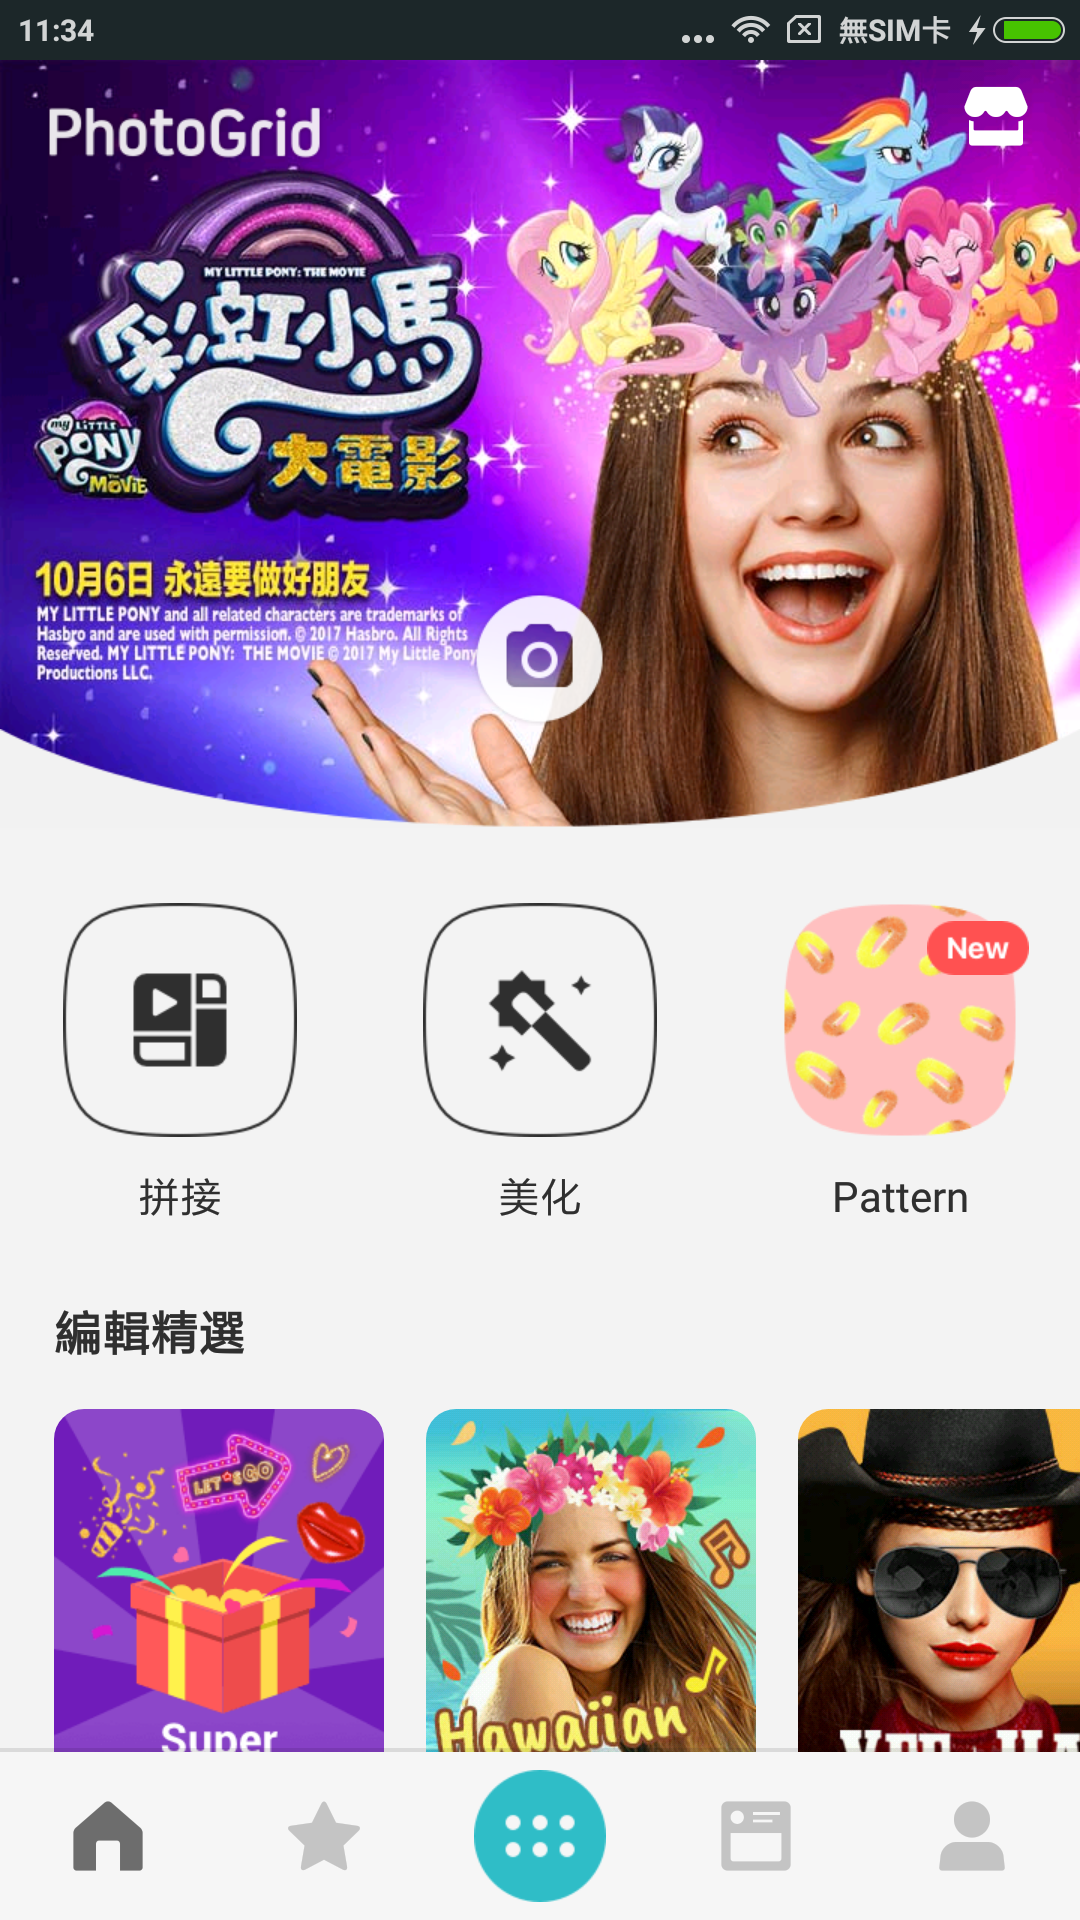 11:34
無SIM卡
PhotoGrid
MY LITTLE PONY: THE MOVIE
彩虹小馬
大電影
my LITTLE
PONY
THE MOVIE
10月6日 永遠要做好朋友
MY LITTLE PONY and all related characters are trademarks of
Hasbro and are used with permission. © 2017 Hasbro. All Rights
Reserved. MY LITTLE PONY: THE MOVIE © 2017 My Little Pony
Productions LLC.
New
拼接
美化
Pattern
編輯精選
LET'S GO
Super
Hawaiian
YEE-HA